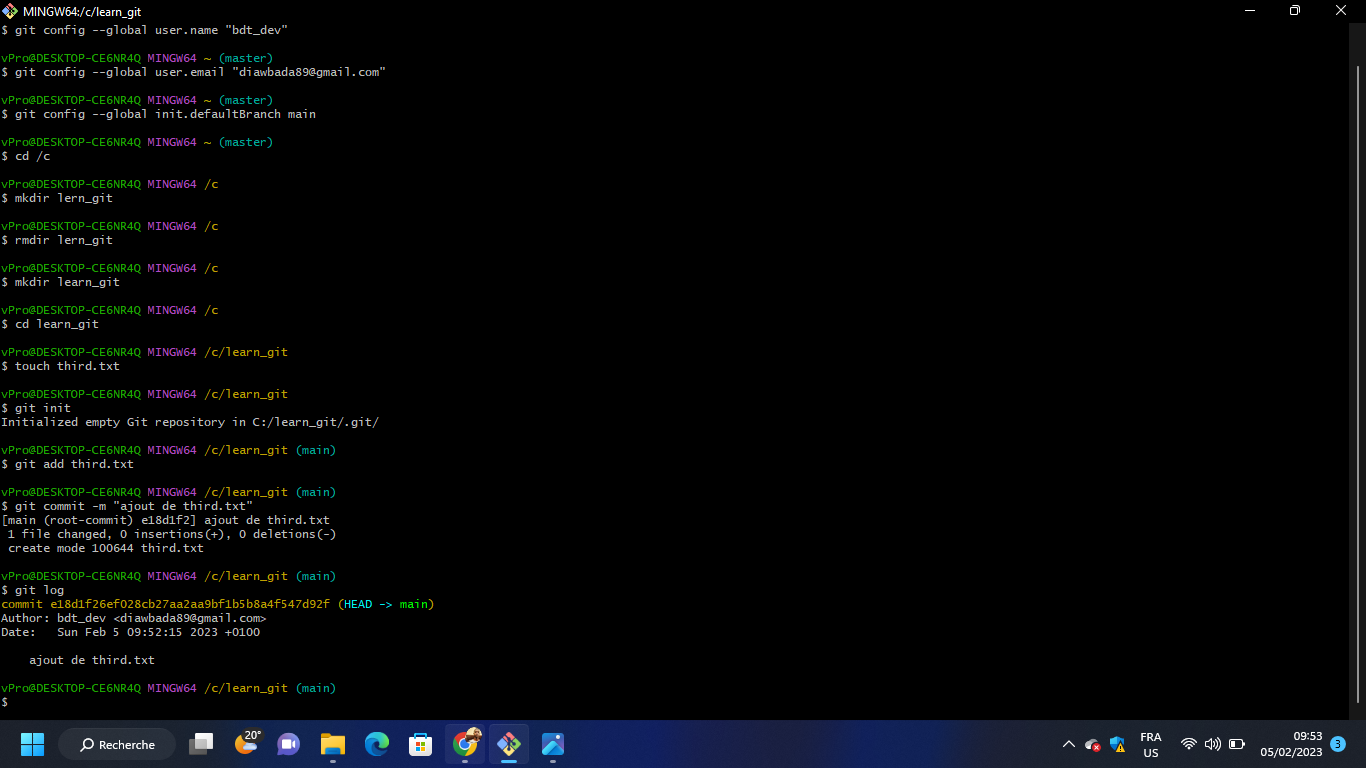 MINGW64:/c/learn_git
$ git config --global user.name "bdt_dev"
vPro@DESKTOP-CE6NR4Q MINGW64 ~ (master)
$ git config --global user.email "diawbada89@gmail.com"
vPro@DESKTOP-CE6NR4Q MINGW64 ~ (master)
$ git config --global init.defaultBranch main
vPro@DESKTOP-CE6NR4Q MINGW64 ~ (master)
$ cd /c
vPro@DESKTOP-CE6NR4Q MINGW64 /c
$ mkdir lern_git
vPro@DESKTOP-CE6NR4Q MINGW64 /c
$ rmdir lern_git
vPro@DESKTOP-CE6NR4Q MINGW64 /c
$ mkdir learn_git
vPro@DESKTOP-CE6NR4Q MINGW64 /c
$ cd learn_git
vPro@DESKTOP-CE6NR4Q MINGW64 /c/learn_git
$ touch third.txt
vPro@DESKTOP-CE6NR4Q MINGW64 /c/learn_git
$ git init
Initialized empty Git repository in C:/learn_git/.git/
vPro@DESKTOP-CE6NR4Q MINGW64 /c/learn_git (main)
$ git add third.txt
vPro@DESKTOP-CE6NR4Q MINGW64 /c/learn_git (main)
$ git commit -m "ajout de third.txt"
[main (root-commit) e18d1f2] ajout de third.txt
 1 file changed, 0 insertions(+), 0 deletions(-)
 create mode 100644 third.txt
vPro@DESKTOP-CE6NR4Q MINGW64 /c/learn_git (main)
$ git log
commit e18d1f26ef028cb27aa2aa9bf1b5b8a4f547d92f (HEAD -> main)
Author: bdt_dev <diawbada89@gmail.com>
Date:   Sun Feb 5 09:52:15 2023 +0100
    ajout de third.txt
vPro@DESKTOP-CE6NR4Q MINGW64 /c/learn_git (main)
$
Recherche
20°
FRA
US
09:53
05/02/2023
3